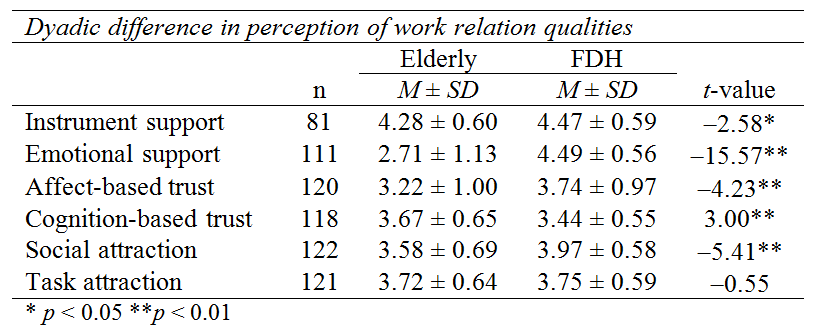 Dyadic difference in perception of work relation qualities
Elderly FDH
n M ± SD M ± SD t-value
Instrument support 81 4.28 ± 0.60 4.47 ± 0.59 –2.58*
Emotional support 111 2.71 ± 1.13 4.49 ± 0.56 –15.57**
Affect-based trust 120 3.22 ± 1.00 3.74 ± 0.97 –4.23**
Cognition-based trust 118 3.67 ± 0.65 3.44 ± 0.55 3.00**
Social attraction 122 3.58 ± 0.69 3.97 ± 0.58 –5.41**
Task attraction 121 3.72 ± 0.64 3.75 ± 0.59 –0.55
* p < 0.05 **p < 0.01